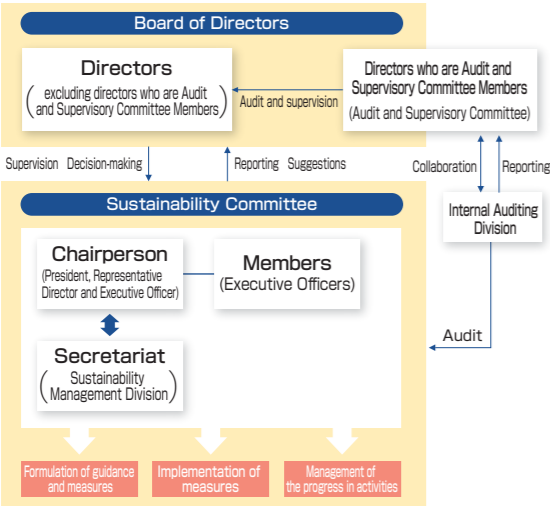 Board of Directors
Directors
(excluding directors who are Audit
and Supervisory Committee Members)
Audit and supervision
Directors who are Audit and
Supervisory Committee Members
(Audit and Supervisory Committee)
Supervision Decision-making
Reporting Suggestions
Collaboration
Reporting
Sustainability Committee
Internal Auditing
Division
Chairperson
(President, Representative
Director and Executive Officer)
Members
(Executive Officers)
Audit
Secretariat
(Sustainability
Management Division)
Formulation of guidance
and measures
Implementation of
measures
Management of
the progress in activities